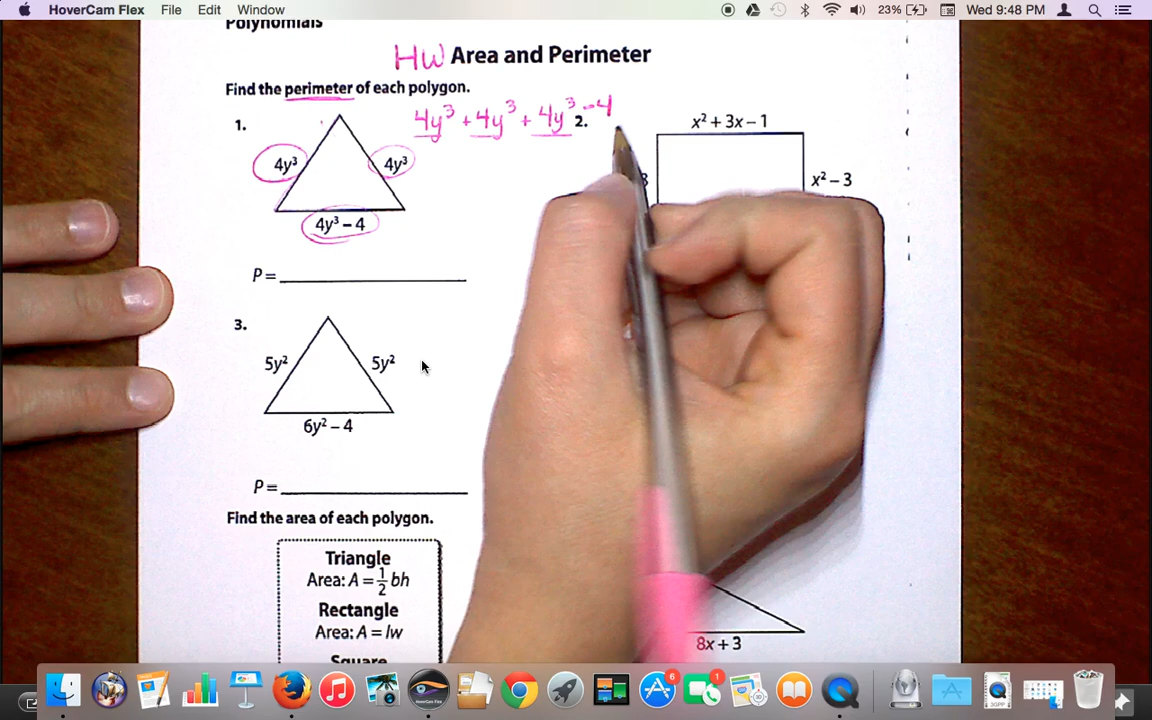 HoverCam Flex File Edit Window 23% Wed 9:48 PM
Polynomials
HW Area and Perimeter
Find the perimeter of each polygon.
4y³ + 4y³ + 4y³ - 4
1.
2.
x² + 3x – 1
4y³
4y³
x² – 3
4y³ – 4
P =
3.
5y²
5y²
6y² – 4
P =
Find the area of each polygon.
Triangle
Area: A = 1/2 bh
Rectangle
Area: A = lw
Square
8x + 3
6
1